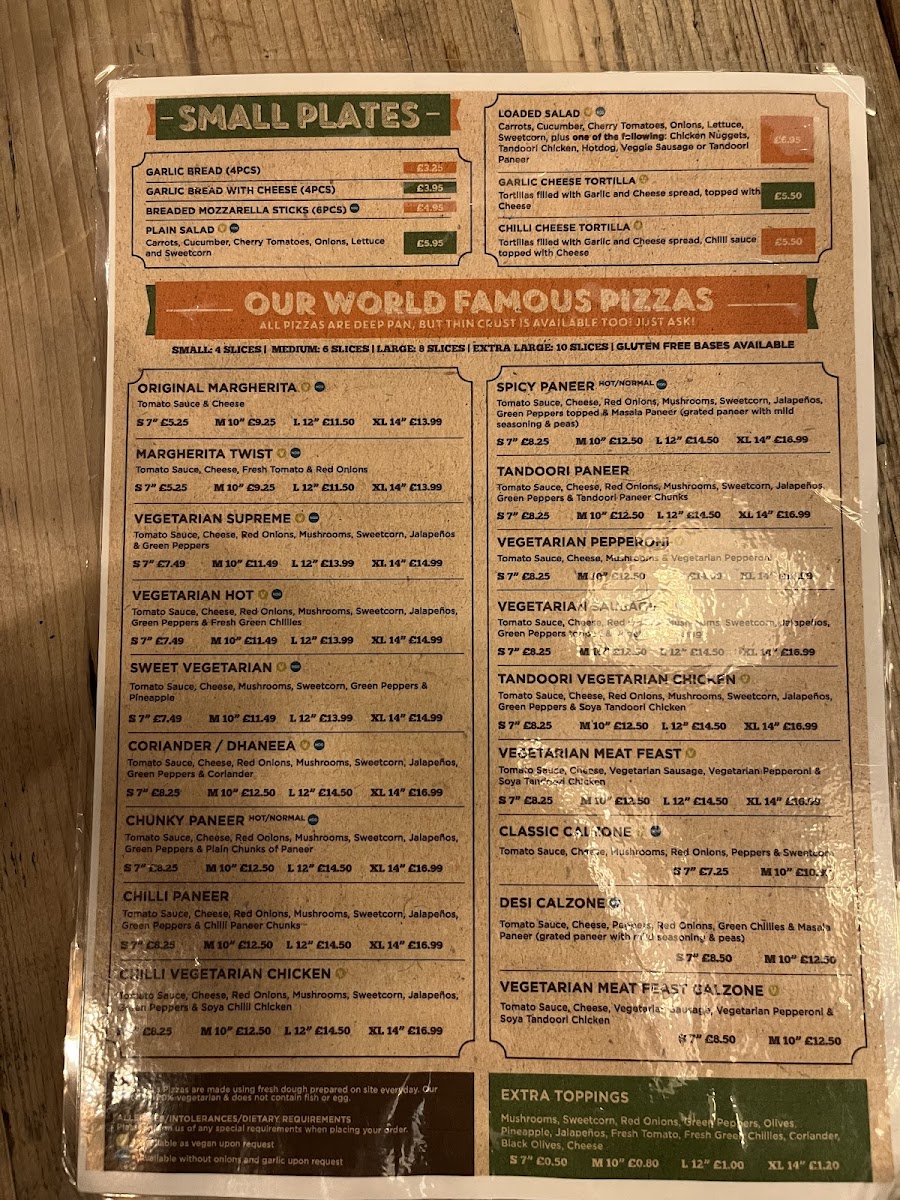 SMALL PLATES
GARLIC BREAD (4PCS) £3.25
GARLIC BREAD WITH CHEESE (4PCS) £3.95
BREADED MOZZARELLA STICKS (6PCS) £4.95
PLAIN SALAD
Carrots, Cucumber, Cherry Tomatoes, Onions, Lettuce
and Sweetcorn
£5.95
LOADED SALAD
Carrots, Cucumber, Cherry Tomatoes, Onions, Lettuce,
Sweetcorn, plus one of the following: Chicken Nuggets,
Tandoori Chicken, Hotdog, Veggie Sausage or Tandoori
Paneer
£6.95
GARLIC CHEESE TORTILLA
Tortillas filled with Garlic and Cheese spread, topped with
Cheese
£5.50
CHILLI CHEESE TORTILLA
Tortillas filled with Garlic and Cheese spread, Chilli sauce
topped with Cheese
£5.50
OUR WORLD FAMOUS PIZZAS
ALL PIZZAS ARE DEEP PAN, BUT THIN CRUST IS AVAILABLE TOO! JUST ASK!
SMALL: 4 SLICES | MEDIUM: 6 SLICES | LARGE: 8 SLICES | EXTRA LARGE: 10 SLICES | GLUTEN FREE BASES AVAILABLE
ORIGINAL MARGHERITA
Tomato Sauce & Cheese
S 7" £5.25 M 10" £9.25 L 12" £11.50 XL 14" £13.99
MARGHERITA TWIST
Tomato Sauce, Cheese, Fresh Tomato & Red Onions
S 7" £5.25 M 10" £9.25 L 12" £11.50 XL 14" £13.99
VEGETARIAN SUPREME
Tomato Sauce, Cheese, Red Onions, Mushrooms, Sweetcorn, Jalapeños
& Green Peppers
S 7" £7.49 M 10" £11.49 L 12" £13.99 XL 14" £14.99
VEGETARIAN HOT
Tomato Sauce, Cheese, Red Onions, Mushrooms, Sweetcorn, Jalapeños,
Green Peppers & Fresh Green Chillies
S 7" £7.49 M 10" £11.49 L 12" £13.99 XL 14" £14.99
SWEET VEGETARIAN
Tomato Sauce, Cheese, Mushrooms, Sweetcorn, Green Peppers &
Pineapple
S 7" £7.49 M 10" £11.49 L 12" £13.99 XL 14" £14.99
CORIANDER / DHANEEA
Tomato Sauce, Cheese, Red Onions, Mushrooms, Sweetcorn, Jalapeños,
Green Peppers & Coriander
S 7" £8.25 M 10" £12.50 L 12" £14.50 XL 14" £16.99
CHUNKY PANEER HOT/NORMAL
Tomato Sauce, Cheese, Red Onions, Mushrooms, Sweetcorn, Jalapeños,
Green Peppers & Plain Chunks of Paneer
S 7" £8.25 M 10" £12.50 L 12" £14.50 XL 14" £16.99
CHILLI PANEER
Tomato Sauce, Cheese, Red Onions, Mushrooms, Sweetcorn, Jalapeños,
Green Peppers & Chilli Paneer Chunks
S 7" £8.25 M 10" £12.50 L 12" £14.50 XL 14" £16.99
CHILLI VEGETARIAN CHICKEN
Tomato Sauce, Cheese, Red Onions, Mushrooms, Sweetcorn, Jalapeños,
Green Peppers & Soya Chilli Chicken
£8.25 M 10" £12.50 L 12" £14.50 XL 14" £16.99
SPICY PANEER HOT/NORMAL
Tomato Sauce, Cheese, Red Onions, Mushrooms, Sweetcorn, Jalapeños,
Green Peppers topped & Masala Paneer (grated paneer with mild
seasoning & peas)
S 7" £8.25 M 10" £12.50 L 12" £14.50 XL 14" £16.99
TANDOORI PANEER
Tomato Sauce, Cheese, Red Onions, Mushrooms, Sweetcorn, Jalapeños,
Green Peppers & Tandoori Paneer Chunks
S 7" £8.25 M 10" £12.50 L 12" £14.50 XL 14" £16.99
VEGETARIAN PEPPERONI
Tomato Sauce, Cheese, Mushrooms & Vegetarian Pepperoni
S 7" £8.25 M 10" £12.50 XL 14"
VEGETARIAN SAUSAGE
Tomato Sauce, Cheese, Red Mushrooms, Sweetcorn, Jalapeños,
Green Peppers
S 7" £8.25 M 10" £12.50 L 12" £14.50 XL 14" £16.99
TANDOORI VEGETARIAN CHICKEN
Tomato Sauce, Cheese, Red Onions, Mushrooms, Sweetcorn, Jalapeños,
Green Peppers & Soya Tandoori Chicken
S 7" £8.25 M 10" £12.50 L 12" £14.50 XL 14" £16.99
VEGETARIAN MEAT FEAST
Tomato Sauce, Cheese, Vegetarian Sausage, Vegetarian Pepperoni &
Soya Tandoori Chicken
S 7" £8.25 M 10" £12.50 L 12" £14.50 XL 14" £16.99
CLASSIC CALZONE
Tomato Sauce, Cheese, Mushrooms, Red Onions, Peppers & Sweetcorn
S 7" £7.25 M 10"
DESI CALZONE
Tomato Sauce, Cheese, Peppers, Red Onions, Green Chillies & Masala
Paneer (grated paneer with mild seasoning & peas)
S 7" £8.50 M 10" £12.50
VEGETARIAN MEAT FEAST CALZONE
Tomato Sauce, Cheese, Vegetarian Sausage, Vegetarian Pepperoni &
Soya Tandoori Chicken
S 7" £8.50 M 10" £12.50
Pizzas are made using fresh dough prepared on site everyday. Our
vegetarian & does not contain fish or egg.
ALLERGIES/INTOLERANCES/DIETARY REQUIREMENTS
of any special requirements when placing your order.
as vegan upon request
available without onions and garlic upon request
EXTRA TOPPINGS
Mushrooms, Sweetcorn, Red Onions, Green Peppers, Olives,
Pineapple, Jalapeños, Fresh Tomato, Fresh Green Chillies, Coriander,
Black Olives, Cheese
S 7" £0.50 M 10" £0.80 L 12" £1.00 XL 14" £1.20